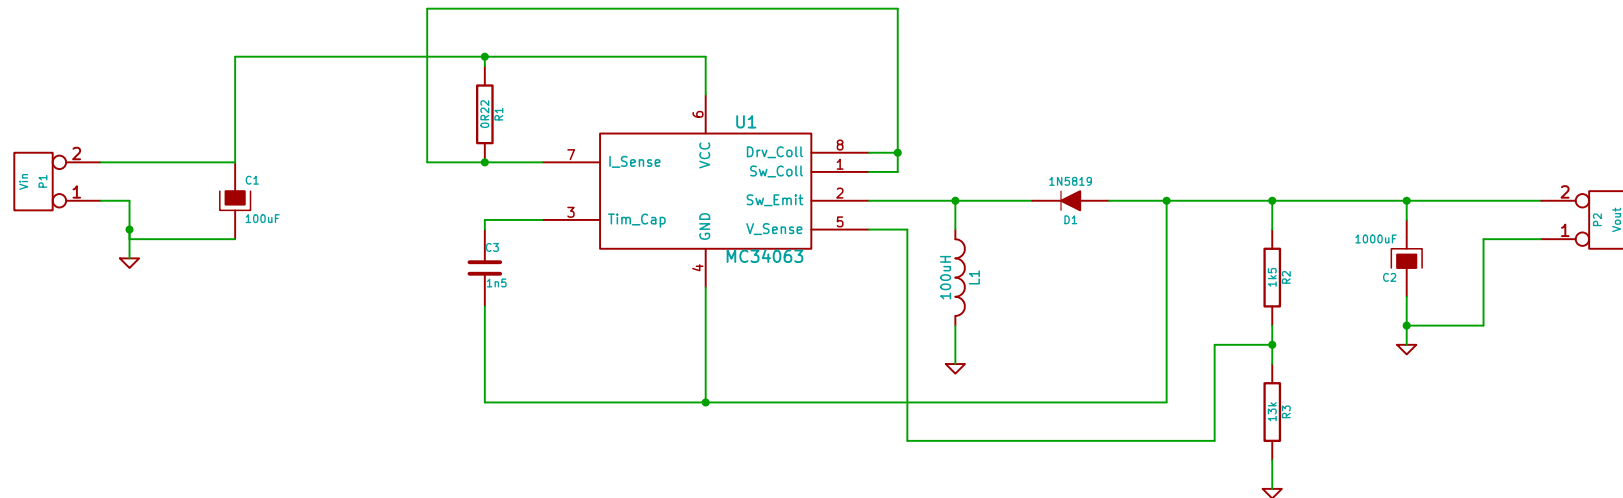 Vin
P1
2
1
C1
100uF
0R22
R1
U1
7
I_Sense
3
Tim_Cap
6
VCC
GND
4
Drv_Coll
8
Sw_Coll
1
Sw_Emit
2
V_Sense
5
MC34063
C3
1n5
100uH
L1
1N5819
D1
1k5
R2
13k
R3
1000uF
C2
2
1
P2
Vout